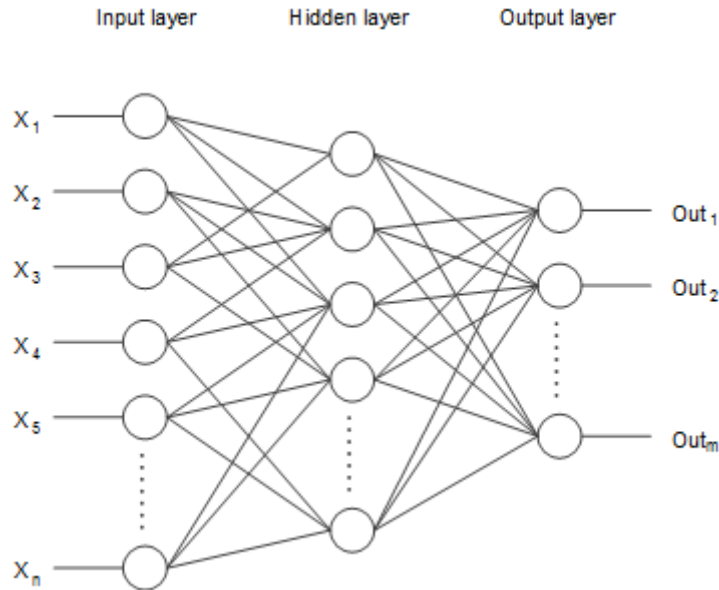 Input layer Hidden layer Output layer
X1
X2
X3
X4
X5
Xn
Out1
Out2
Outm